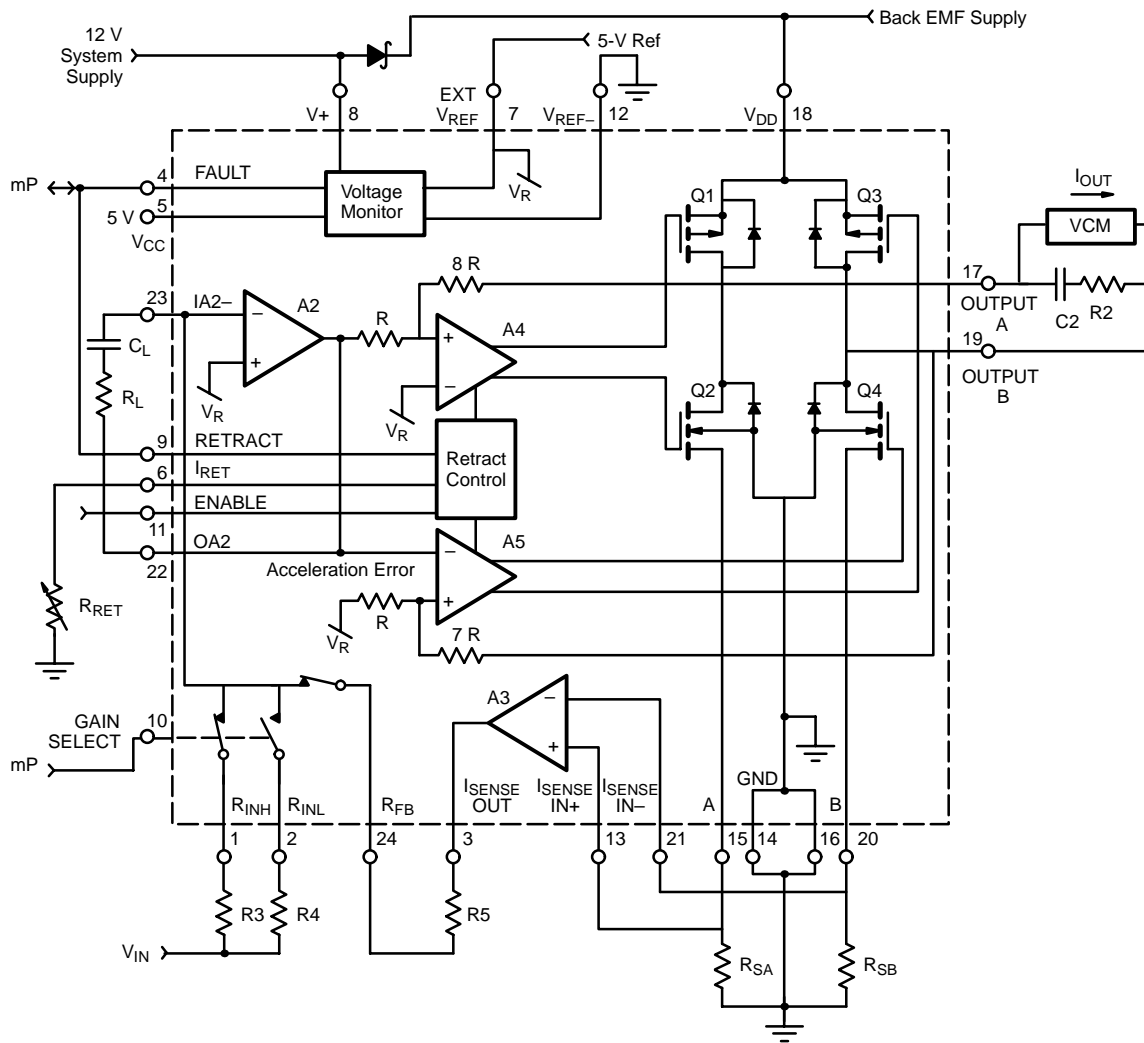 Back EMF Supply
12 V
System
Supply
5-V Ref
V+
8
EXT
VREF
7
VREF–
12
VDD
18
mP
4
FAULT
5
5 V
VCC
Voltage
Monitor
VR
Q1
Q3
IOUT
VCM
17
OUTPUT
A
C2
R2
19
OUTPUT
B
8 R
23
IA2–
A2
R
A4
CL
RL
VR
VR
Q2
Q4
9
RETRACT
6
IRET
ENABLE
11
OA2
22
Retract
Control
A5
Acceleration Error
RRET
VR
R
7 R
GAIN
SELECT
10
mP
A3
RINH
RINL
RFB
ISENSE
OUT
ISENSE
IN+
ISENSE
IN–
A
GND
B
1
2
24
3
13
21
15
14
16
20
R3
R4
R5
VIN
RSA
RSB